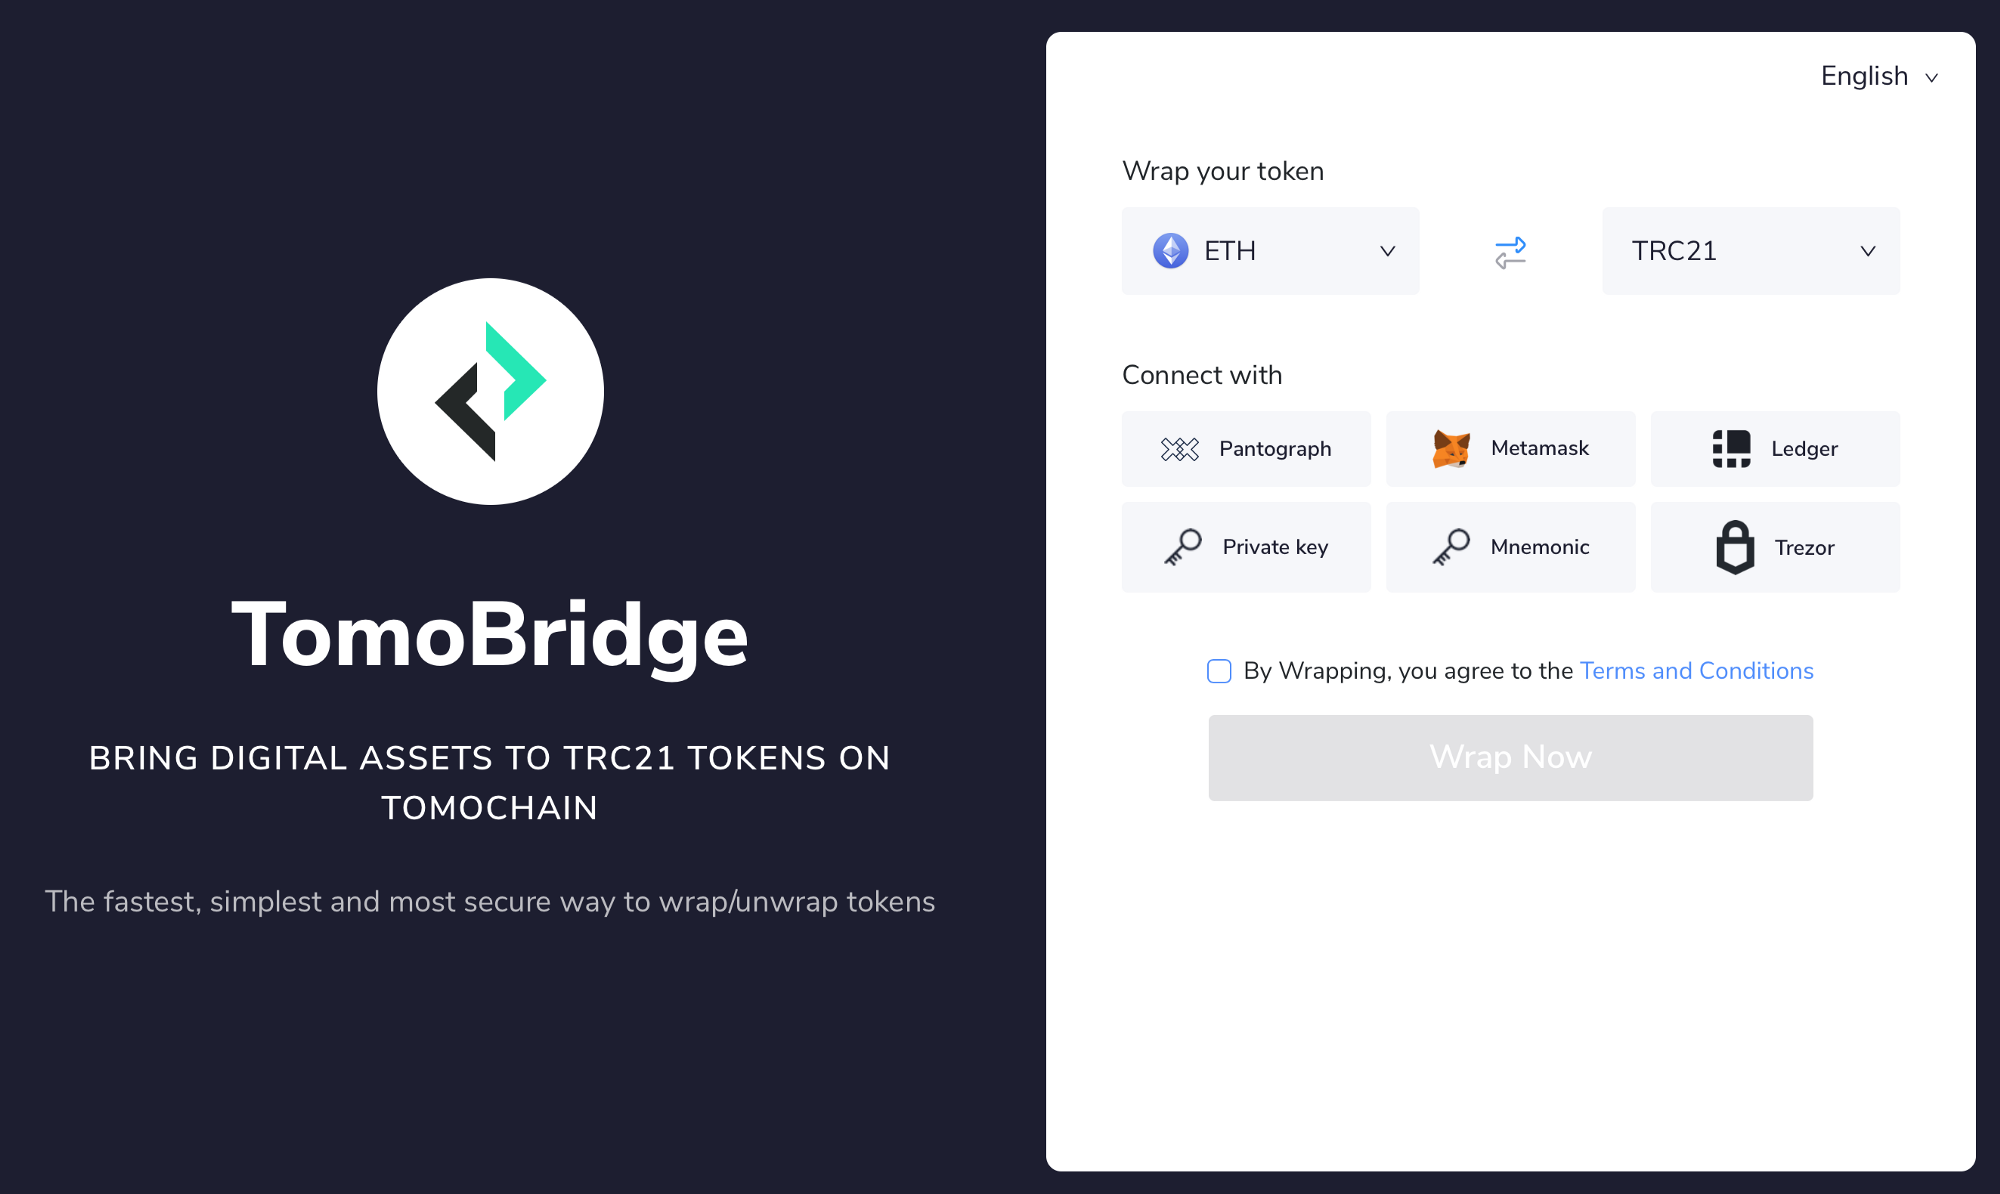 TomoBridge
BRING DIGITAL ASSETS TO TRC21 TOKENS ON
TOMOCHAIN
The fastest, simplest and most secure way to wrap/unwrap tokens
English
Wrap your token
ETH
TRC21
Connect with
Pantograph
Metamask
Ledger
Private key
Mnemonic
Trezor
By Wrapping, you agree to the Terms and Conditions
Wrap Now